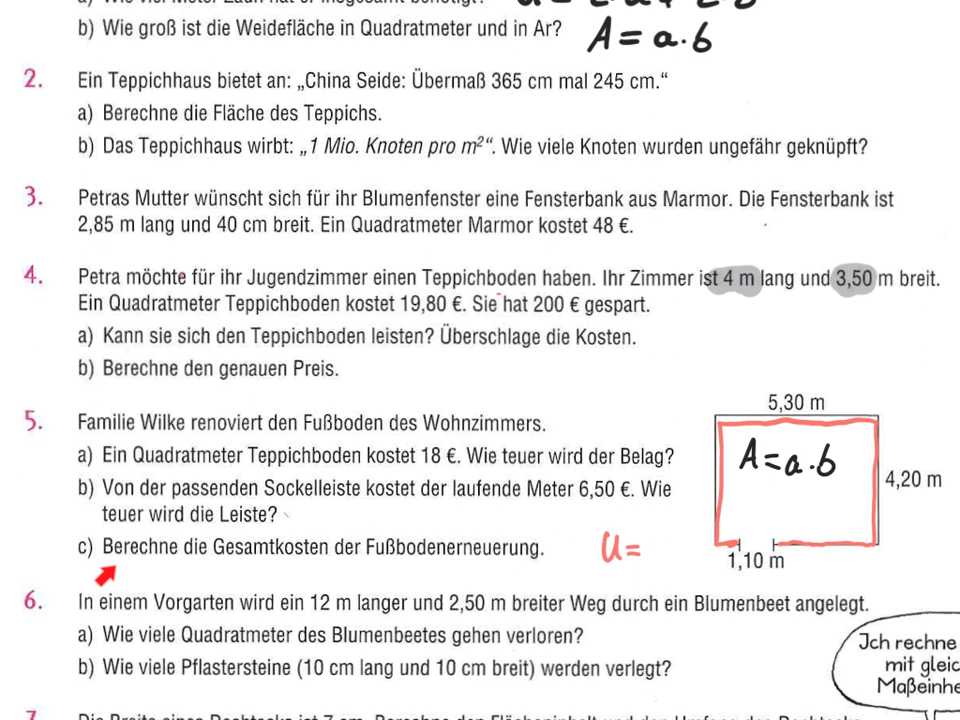 b) Wie groß ist die Weidefläche in Quadratmeter und in Ar? A = a · b
2. Ein Teppichhaus bietet an: „China Seide: Übermaß 365 cm mal 245 cm.“
a) Berechne die Fläche des Teppichs.
b) Das Teppichhaus wirbt: „1 Mio. Knoten pro m²“. Wie viele Knoten wurden ungefähr geknüpft?
3. Petras Mutter wünscht sich für ihr Blumenfenster eine Fensterbank aus Marmor. Die Fensterbank ist
2,85 m lang und 40 cm breit. Ein Quadratmeter Marmor kostet 48 €.
4. Petra möchte für ihr Jugendzimmer einen Teppichboden haben. Ihr Zimmer ist 4 m lang und 3,50 m breit.
Ein Quadratmeter Teppichboden kostet 19,80 €. Sie hat 200 € gespart.
a) Kann sie sich den Teppichboden leisten? Überschlage die Kosten.
b) Berechne den genauen Preis.
5. Familie Wilke renoviert den Fußboden des Wohnzimmers.
a) Ein Quadratmeter Teppichboden kostet 18 €. Wie teuer wird der Belag?
b) Von der passenden Sockelleiste kostet der laufende Meter 6,50 €. Wie
teuer wird die Leiste?
c) Berechne die Gesamtkosten der Fußbodenerneuerung.
u =
5,30 m
A = a · b
4,20 m
1,10 m
6. In einem Vorgarten wird ein 12 m langer und 2,50 m breiter Weg durch ein Blumenbeet angelegt.
a) Wie viele Quadratmeter des Blumenbeetes gehen verloren?
b) Wie viele Pflastersteine (10 cm lang und 10 cm breit) werden verlegt?
Ich rechne
mit gleic
Maßeinhe